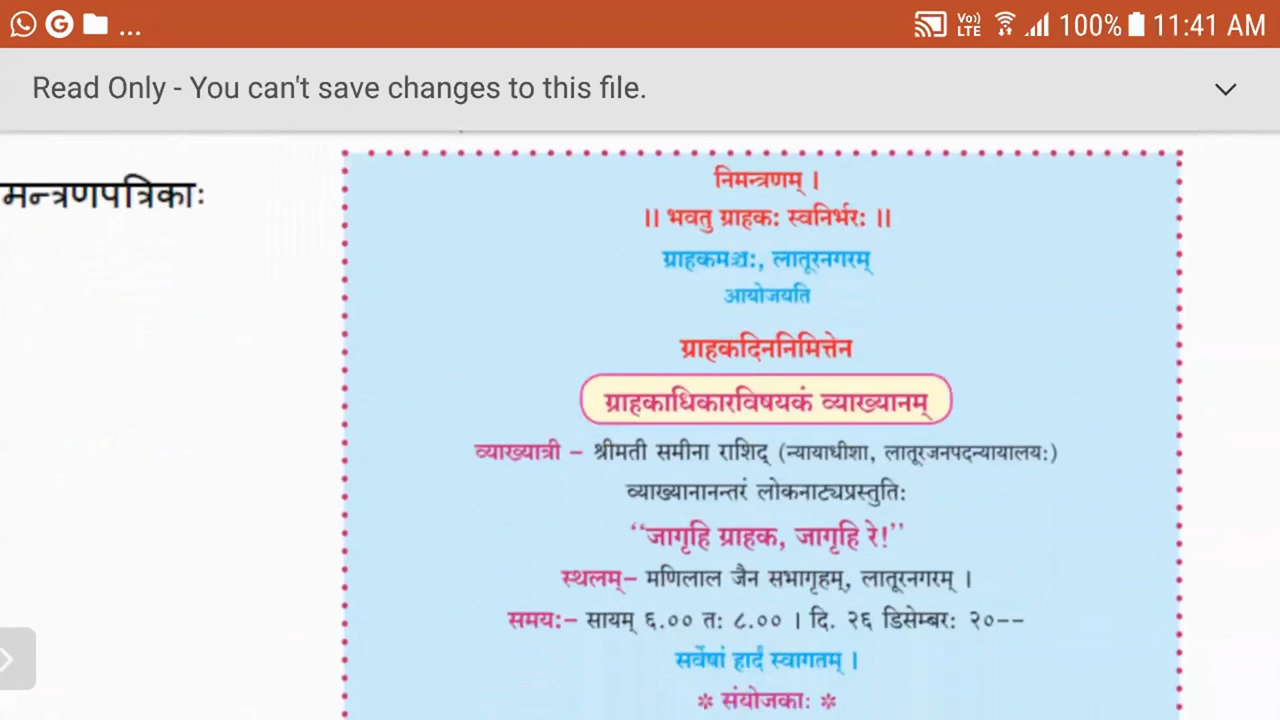 ... 100% 11:41 AM
Read Only - You can't save changes to this file.
मन्त्रणपत्रिकाः
निमन्त्रणम् ।
।। भवतु ग्राहकः स्वनिर्भरः ।।
ग्राहकमञ्चः, लातूरनगरम्
आयोजयति
ग्राहकदिननिमित्तेन
ग्राहकाधिकारविषयकं व्याख्यानम्
व्याख्यात्री – श्रीमती समीना राशिद् (न्यायाधीशा, लातूरजनपदन्यायालयः)
व्याख्यानानन्तरं लोकनाट्यप्रस्तुतिः
‘‘जागृहि ग्राहक, जागृहि रे!’’
स्थलम्– मणिलाल जैन सभागृहम्, लातूरनगरम् ।
समयः– सायम् ६.०० तः ८.०० । दि. २६ डिसेम्बरः २०--
सर्वेषां हार्दं स्वागतम् ।
* संयोजकाः *